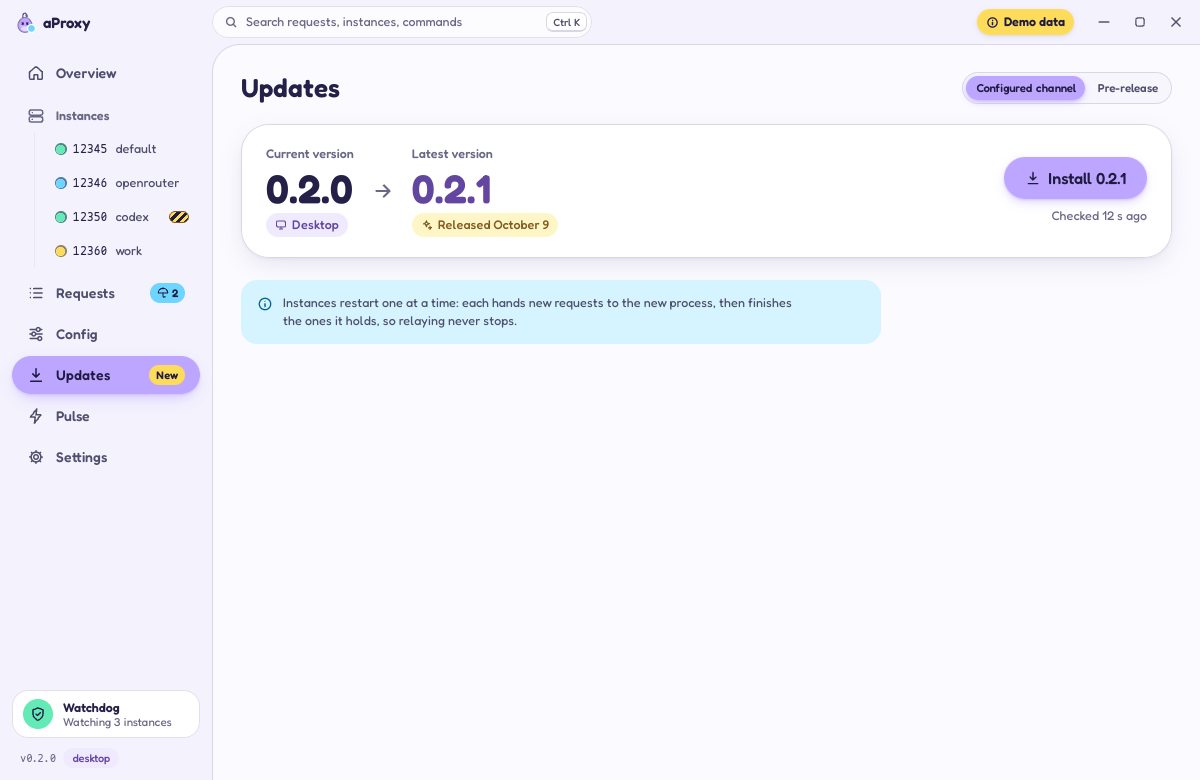 aProxy
Search requests, instances, commands
Ctrl K
Demo data
Overview
Instances
12345 default
12346 openrouter
12350 codex
12360 work
Requests
2
Config
Updates
New
Pulse
Settings
Watchdog
Watching 3 instances
v0.2.0 desktop
Updates
Configured channel
Pre-release
Current version
0.2.0
Desktop
Latest version
0.2.1
Released October 9
Install 0.2.1
Checked 12 s ago
Instances restart one at a time: each hands new requests to the new process, then finishes
the ones it holds, so relaying never stops.